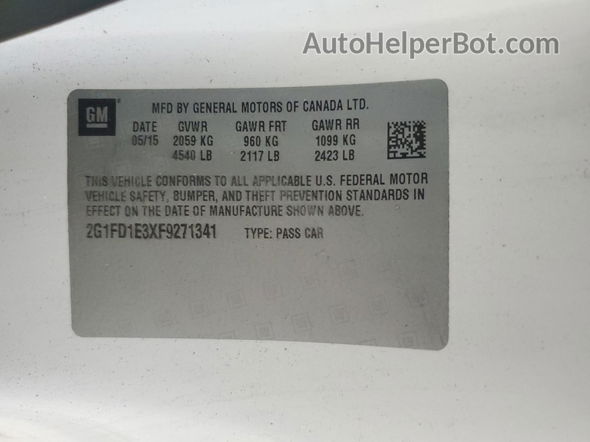 AutoHelperBot.com
GM
MFD BY GENERAL MOTORS OF CANADA LTD.
DATE GVWR GAWR FRT GAWR RR
05/15 2059 KG 960 KG 1099 KG
4540 LB 2117 LB 2423 LB
THIS VEHICLE CONFORMS TO ALL APPLICABLE U.S. FEDERAL MOTOR
VEHICLE SAFETY, BUMPER, AND THEFT PREVENTION STANDARDS IN
EFFECT ON THE DATE OF MANUFACTURE SHOWN ABOVE.
2G1FD1E3XF9271341 TYPE: PASS CAR